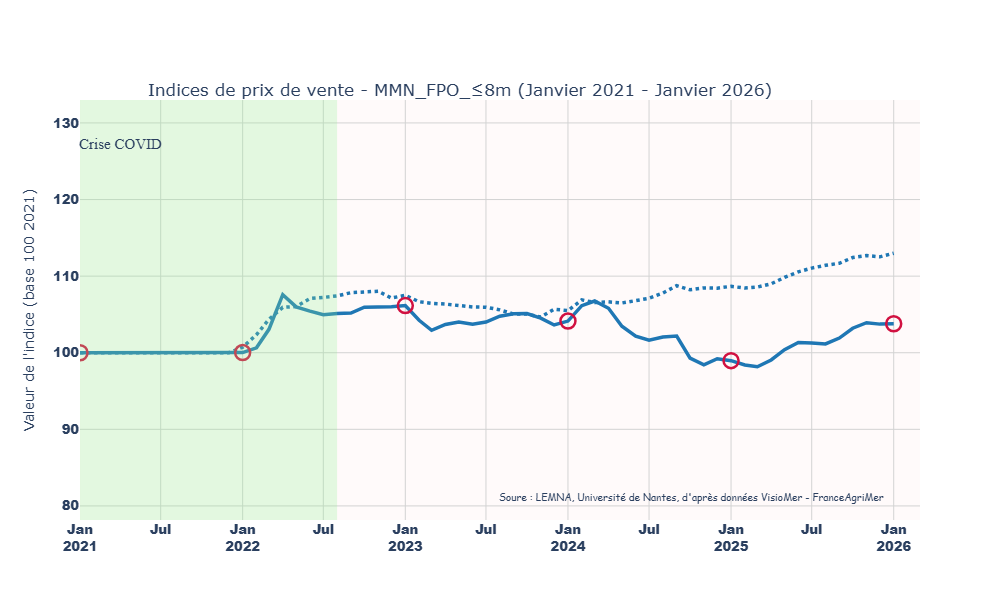 Indices de prix de vente - MMN_FPO_≤8m (Janvier 2021 - Janvier 2026)
Valeur de l'indice (base 100 2021)
130
120
110
100
90
80
Crise COVID
Soure : LEMNA, Université de Nantes, d'après données VisioMer - FranceAgriMer
Jan Jul Jan Jul Jan Jul Jan Jul Jan Jul Jan
2021 2022 2023 2024 2025 2026